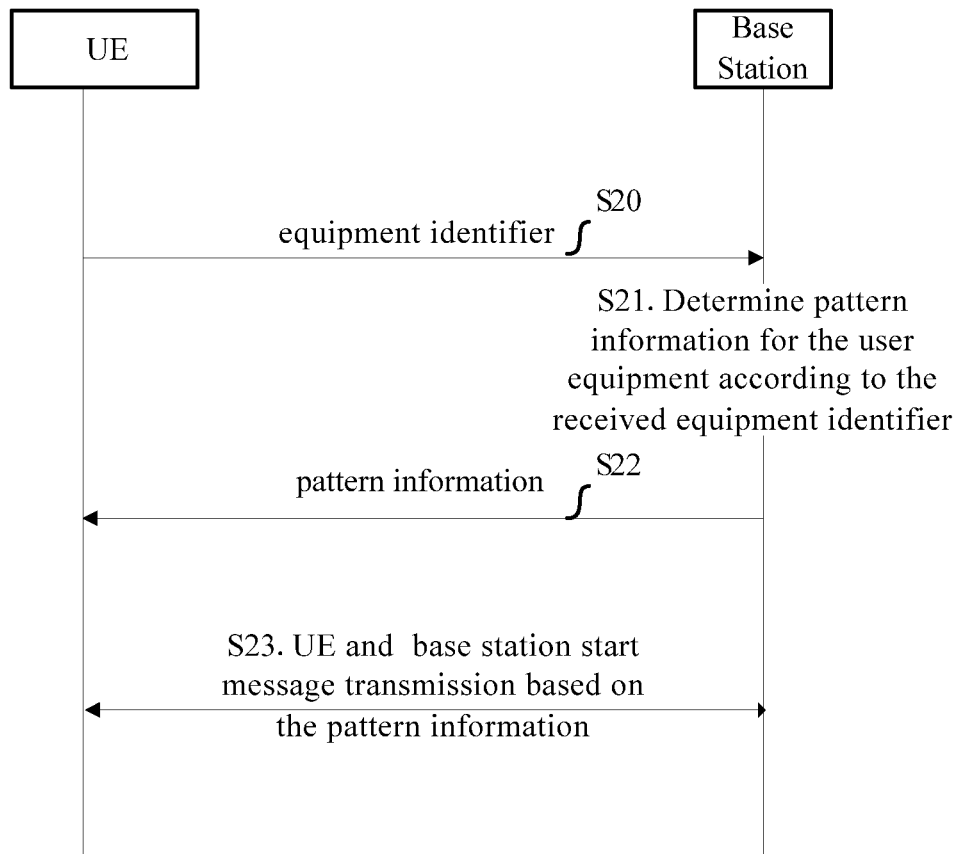 UE
Base
Station
S20
equipment identifier
S21. Determine pattern
information for the user
equipment according to the
received equipment identifier
S22
pattern information
S23. UE and base station start
message transmission based on
the pattern information